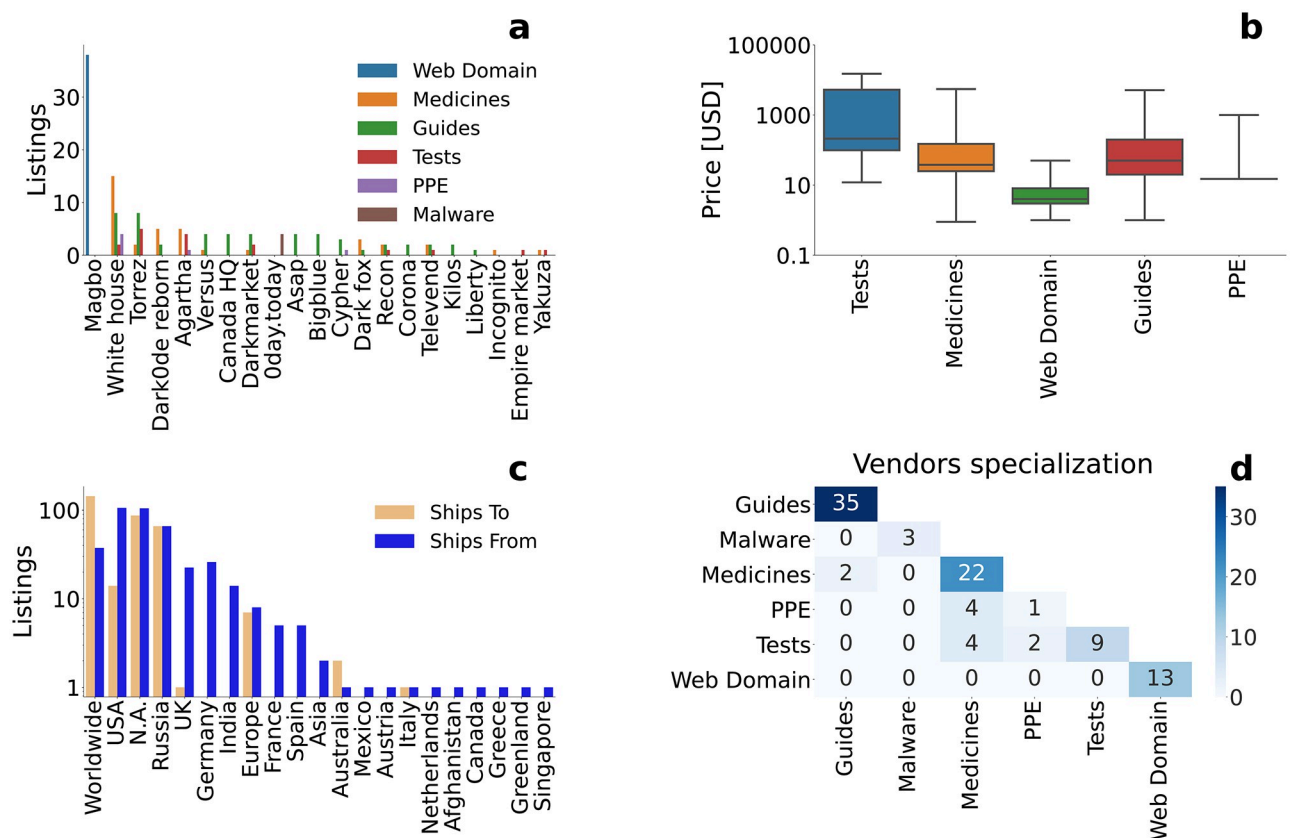 a
Listings
30
20
10
0
Web Domain
Medicines
Guides
Tests
PPE
Malware
Magbo
White house
Torrez
Dark0de reborn
Agartha
Versus
Canada HQ
Darkmarket
0day.today
Asap
Bigblue
Cypher
Dark fox
Recon
Corona
Televend
Kilos
Liberty
Incognito
Empire market
Yakuza
b
Price [USD]
100000
1000
10
0.1
Tests
Medicines
Web Domain
Guides
PPE
c
Listings
100
10
1
Ships To
Ships From
Worldwide
USA
N.A.
Russia
UK
Germany
India
Europe
France
Spain
Asia
Australia
Mexico
Austria
Italy
Netherlands
Afghanistan
Canada
Greece
Greenland
Singapore
Vendors specialization
d
Guides 35
Malware 0 3
Medicines 2 0 22
PPE 0 0 4 1
Tests 0 0 4 2 9
Web Domain 0 0 0 0 0 13
Guides
Malware
Medicines
PPE
Tests
Web Domain
30
20
10
0